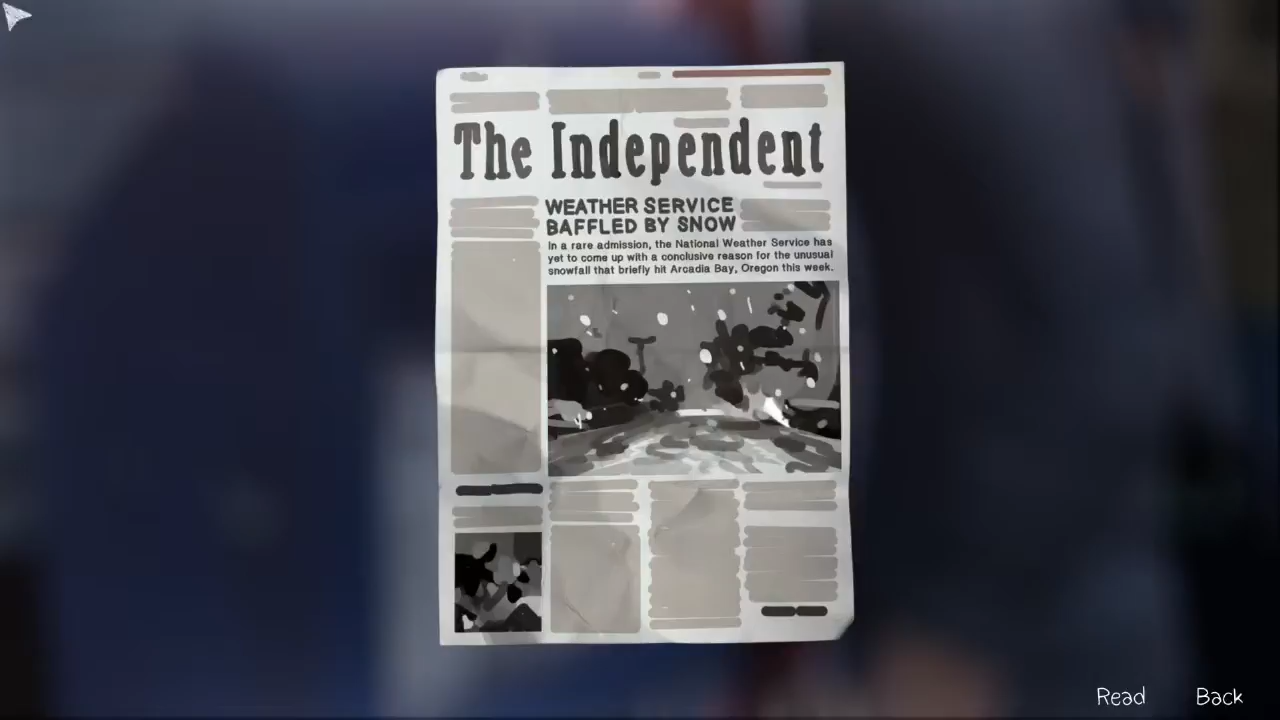 The Independent
WEATHER SERVICE
BAFFLED BY SNOW
In a rare admission, the National Weather Service has
yet to come up with a conclusive reason for the unusual
snowfall that briefly hit Arcadia Bay, Oregon this week.
Read
Back